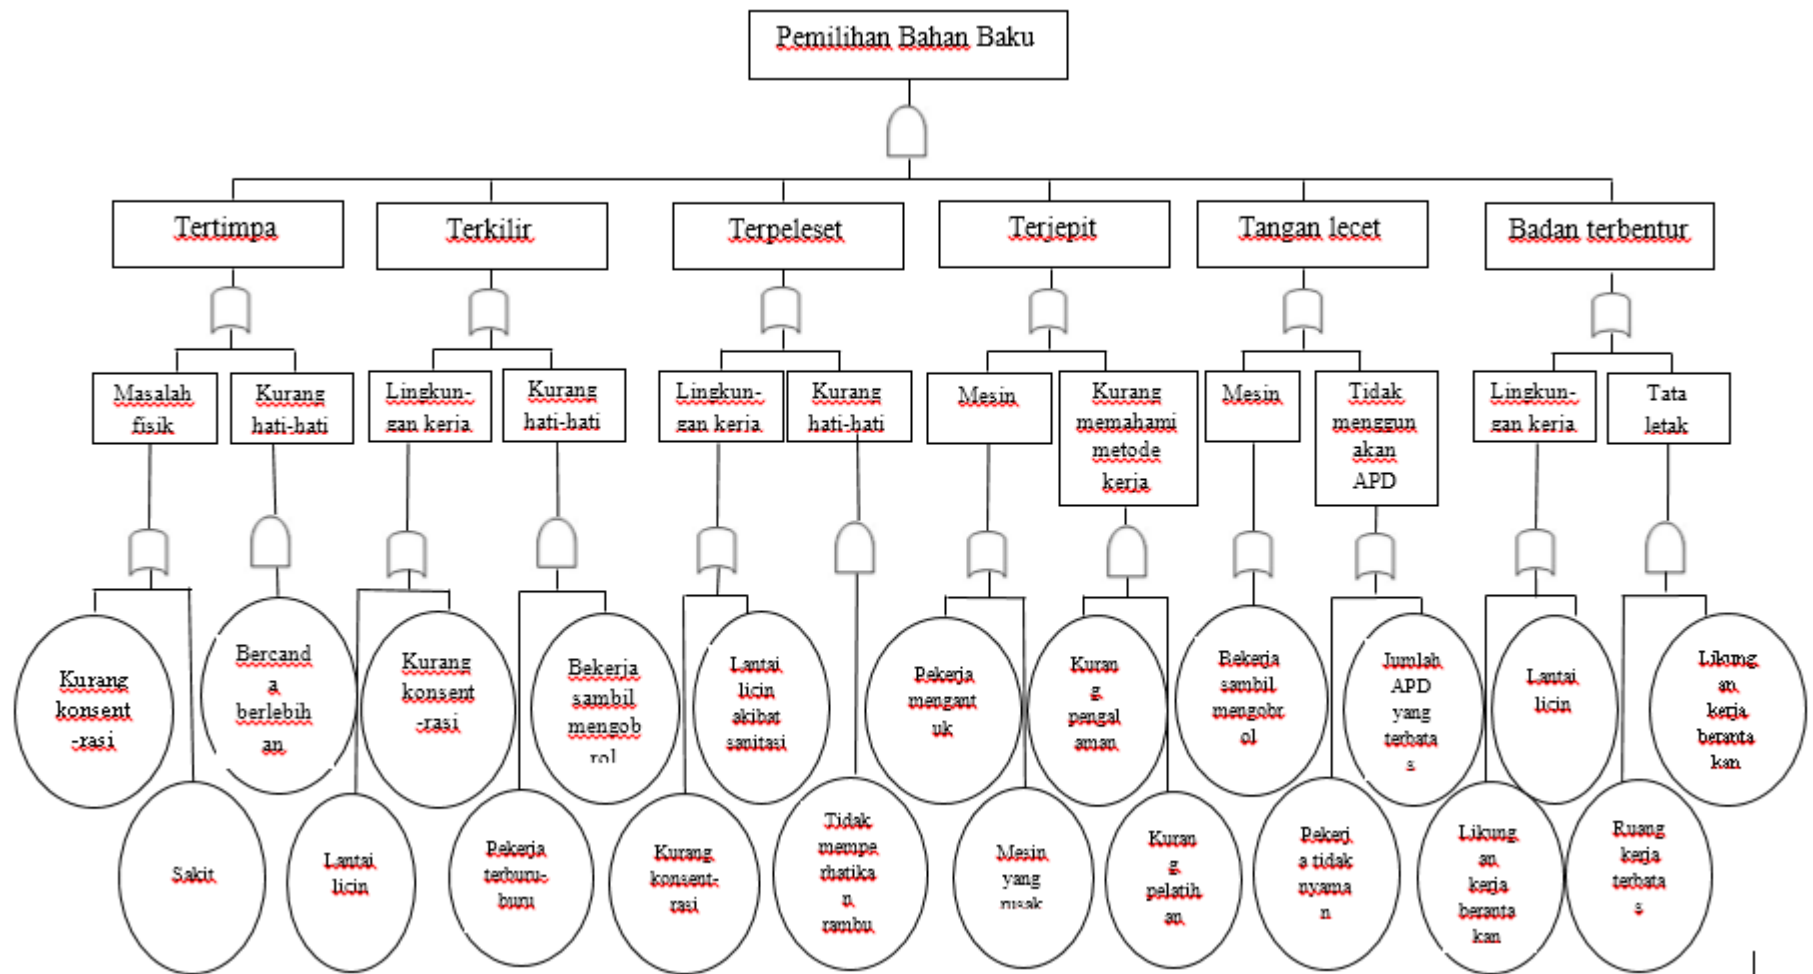 Pemilihan Bahan Baku
Tertimpa
Terkilir
Terpeleset
Terjepit
Tangan lecet
Badan terbentur
Masalah
fisik
Kurang
hati-hati
Lingkun-
gan kerja
Kurang
hati-hati
Lingkun-
gan kerja
Kurang
hati-hati
Mesin
Kurang
memahami
metode
kerja
Mesin
Tidak
menggun
akan
APD
Lingkun-
gan kerja
Tata
letak
Kurang
konsent
-rasi
Bercand
a
berlebih
an
Kurang
konsent
-rasi
Bekerja
sambil
mengob
rol
Lantai
licin
akibat
sanitasi
Pekerja
mengant
uk
Kuran
g
pengal
aman
Bekerja
sambil
mengobr
ol
Jumlah
APD
yang
terbata
s
Lantai
licin
Likung
an
kerja
beranta
kan
Sakit
Lantai
licin
Pekerja
terburu-
buru
Kurang
konsent-
rasi
Tidak
mempe
rhatika
n
rambu
Mesin
yang
rusak
Kuran
g
pelatih
an
Pekerj
a tidak
nyama
n
Likung
an
kerja
beranta
kan
Ruang
kerja
terbata
s